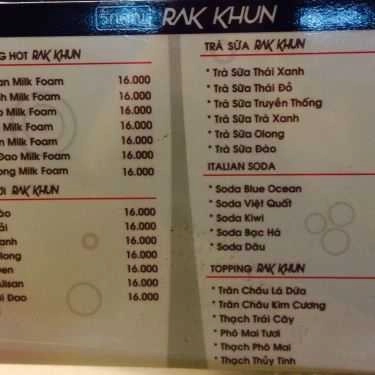 RAK KHUN
HOT RAK KHUN
Milk Foam 16.000
Milk Foam 16.000
Milk Foam 16.000
Milk Foam 16.000
Milk Foam 16.000
Đao Milk Foam 16.000
Milk Foam 16.000
RAK KHUN
16.000
16.000
16.000
16.000
16.000
16.000
Đao 16.000
TRÀ SỮA RAK KHUN
* Trà Sữa Thái Xanh
* Trà Sữa Thái Đỏ
* Trà Sữa Truyền Thống
* Trà Sữa Trà Xanh
* Trà Sữa Olong
* Trà Sữa Đào
ITALIAN SODA
* Soda Blue Ocean
* Soda Việt Quất
* Soda Kiwi
* Soda Bạc Hà
* Soda Dâu
TOPPING RAK KHUN
* Trân Châu Lá Dứa
* Trân Châu Kim Cương
* Thạch Trái Cây
* Phô Mai Tươi
* Thạch Phô Mai
* Thạch Thủy Tinh